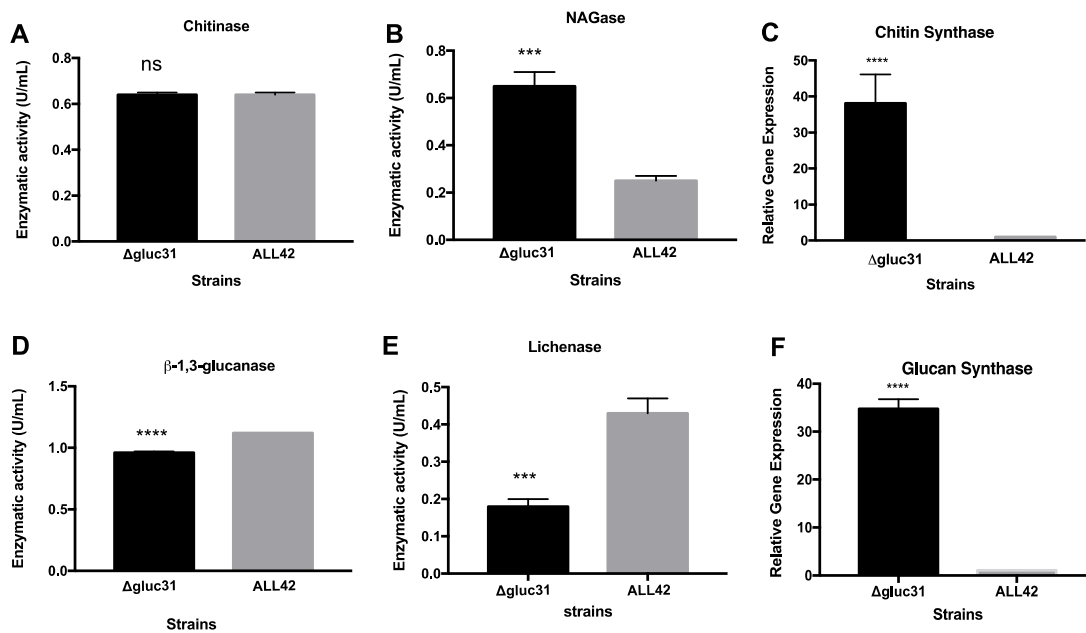 A
Chitinase
Enzymatic activity (U/mL)
0.8
0.6
0.4
0.2
0.0
ns
Δgluc31
ALL42
Strains
B
NAGase
Enzymatic activity (U/mL)
0.8
0.6
0.4
0.2
0.0
***
Δgluc31
ALL42
Strains
C
Chitin Synthase
Relative Gene Expression
50
40
30
20
10
0
****
Δgluc31
ALL42
Strains
D
β-1,3-glucanase
Enzymatic activity (U/mL)
1.5
1.0
0.5
0.0
****
Δgluc31
ALL42
Strains
E
Lichenase
Enzymatic activity (U/mL)
0.5
0.4
0.3
0.2
0.1
0.0
***
Δgluc31
ALL42
strains
F
Glucan Synthase
Relative Gene Expression
40
30
20
10
0
****
Δgluc31
ALL42
Strains